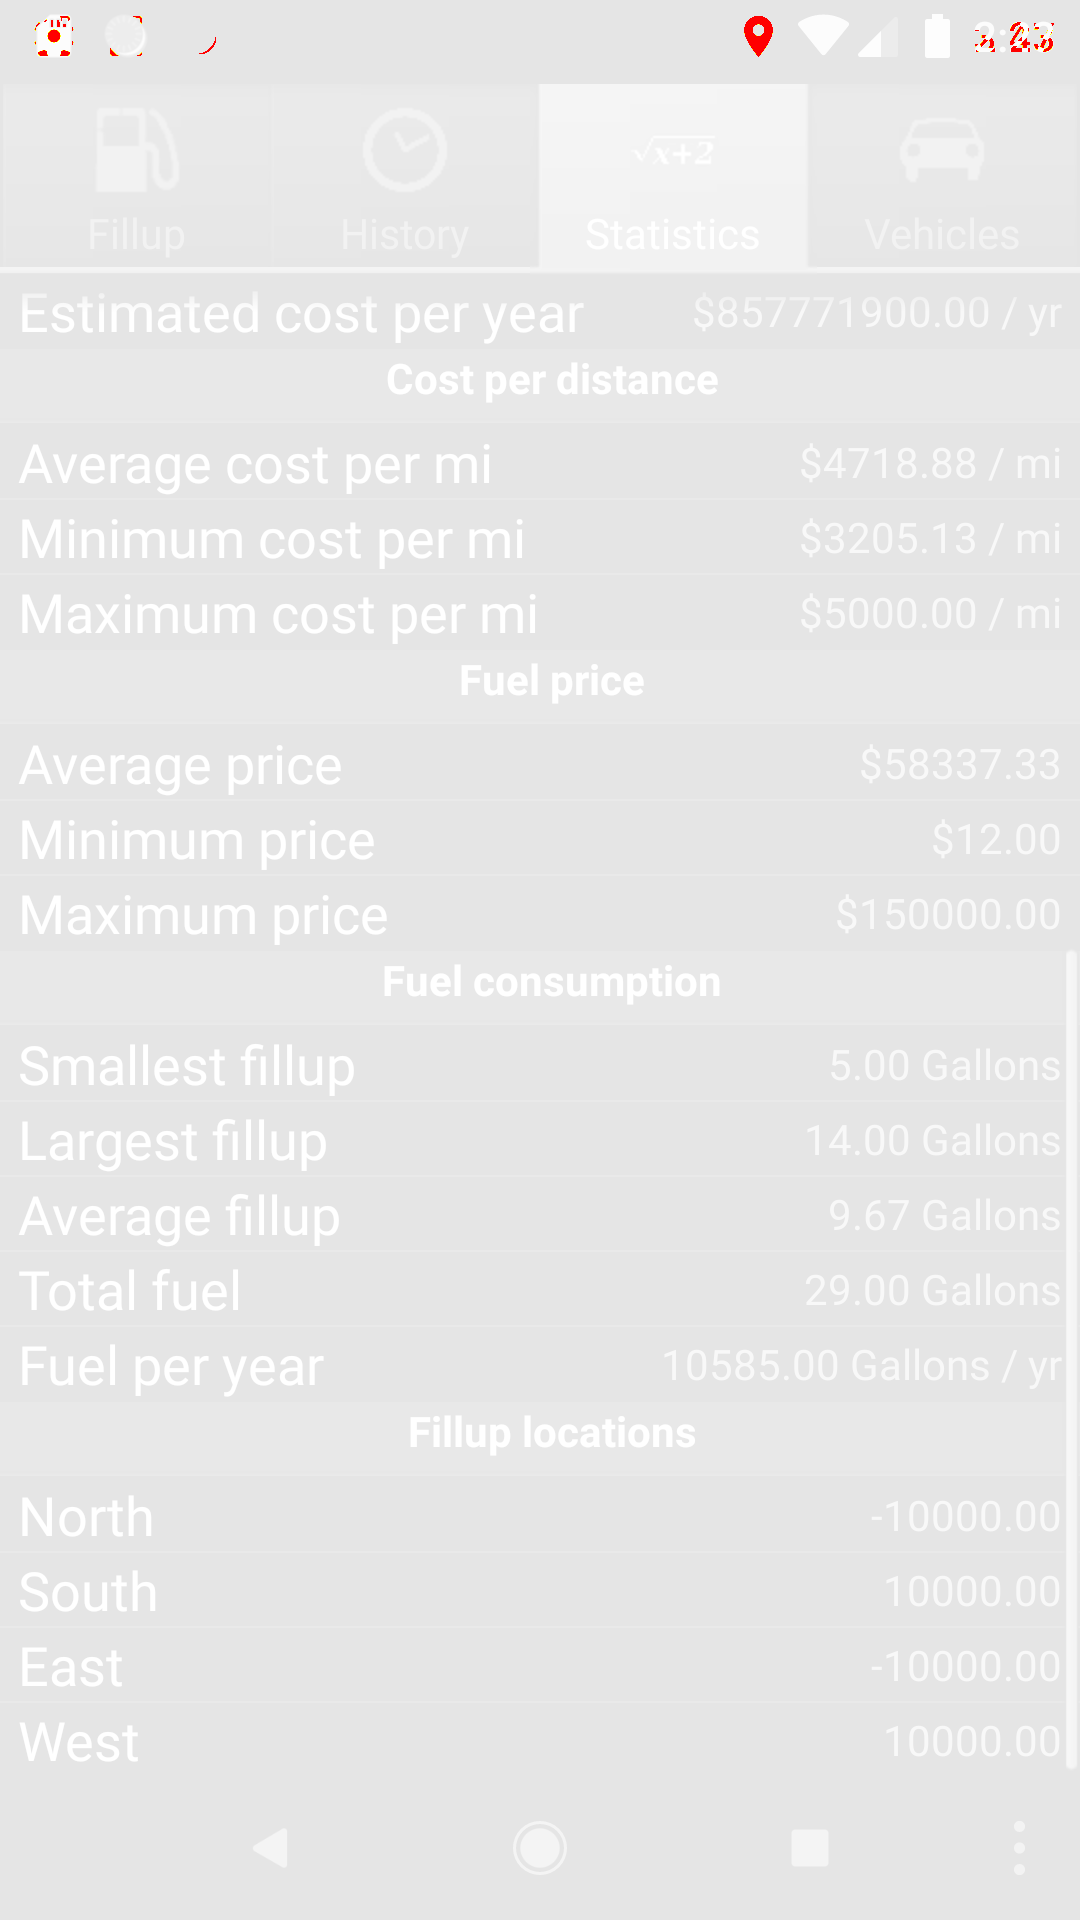 √x+2
Fillup History Statistics Vehicles
Estimated cost per year $857771900.00 / yr
Cost per distance
Average cost per mi $4718.88 / mi
Minimum cost per mi $3205.13 / mi
Maximum cost per mi $5000.00 / mi
Fuel price
Average price $58337.33
Minimum price $12.00
Maximum price $150000.00
Fuel consumption
Smallest fillup 5.00 Gallons
Largest fillup 14.00 Gallons
Average fillup 9.67 Gallons
Total fuel 29.00 Gallons
Fuel per year 10585.00 Gallons / yr
Fillup locations
North -10000.00
South 10000.00
East -10000.00
West 10000.00